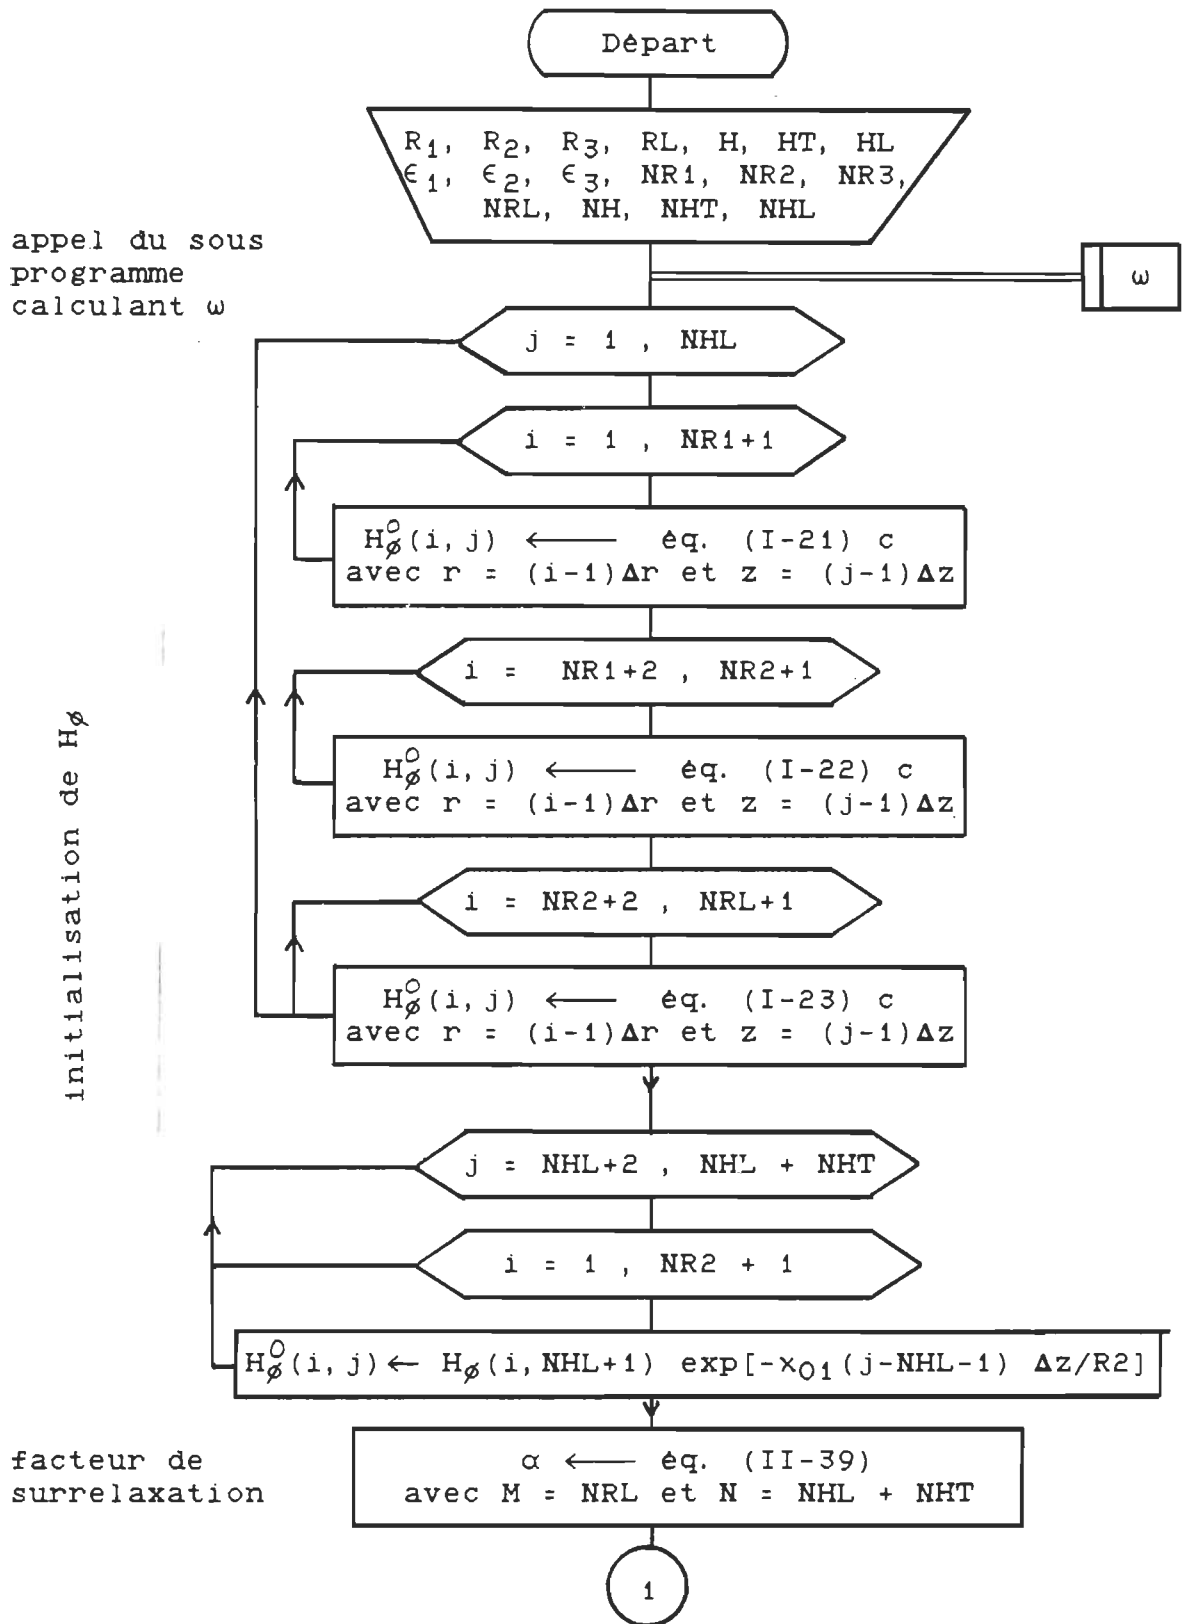 Départ
R₁, R₂, R₃, RL, H, HT, HL
ϵ₁, ϵ₂, ϵ₃, NR1, NR2, NR3,
NRL, NH, NHT, NHL
appel du sous
programme
calculant ω
ω
j = 1 , NHL
i = 1 , NR1+1
H⁰ᵩ(i,j) ← éq. (I-21) c
avec r = (i-1)Δr et z = (j-1)Δz
i = NR1+2 , NR2+1
H⁰ᵩ(i,j) ← éq. (I-22) c
avec r = (i-1)Δr et z = (j-1)Δz
initialisation de Hᵩ
i = NR2+2 , NRL+1
H⁰ᵩ(i,j) ← éq. (I-23) c
avec r = (i-1)Δr et z = (j-1)Δz
j = NHL+2 , NHL + NHT
i = 1 , NR2 + 1
H⁰ᵩ(i,j) ← Hᵩ(i,NHL+1) exp[-x₀₁(j-NHL-1) Δz/R2]
facteur de
surrelaxation
α ← éq. (II-39)
avec M = NRL et N = NHL + NHT
1